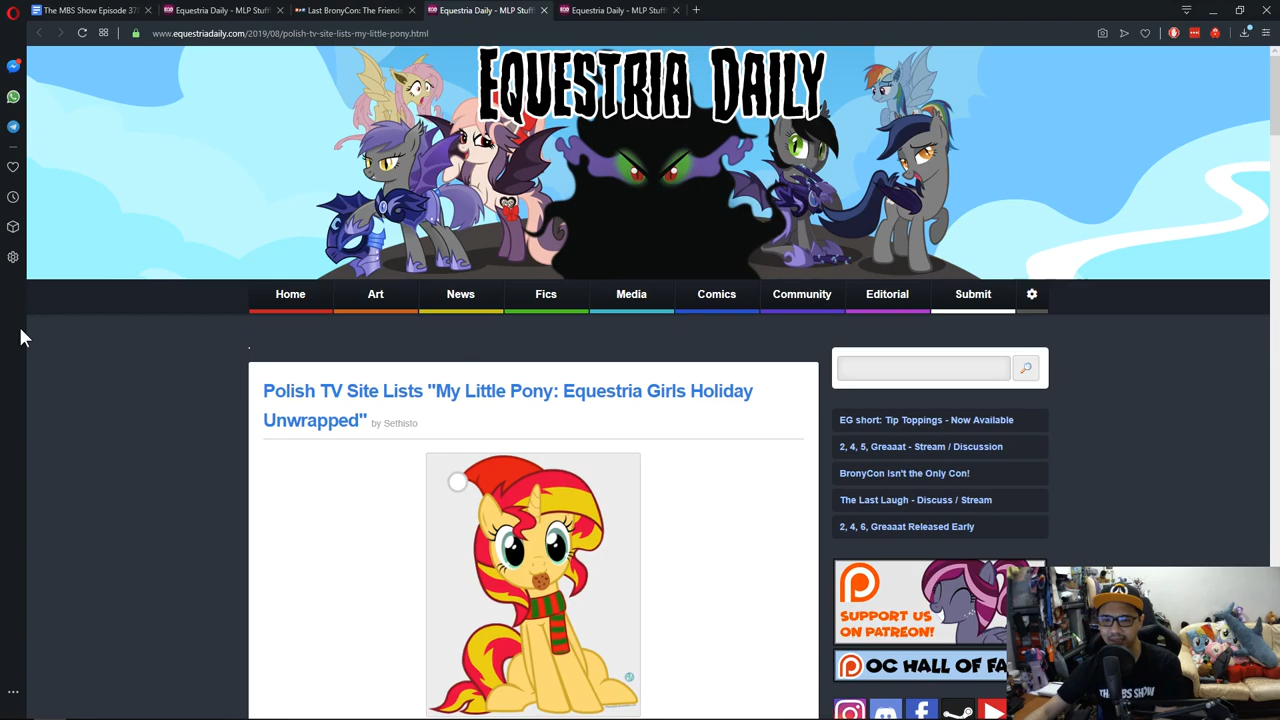 The MBS Show Episode 37
Equestria Daily - MLP Stuff
Last BronyCon: The Friends
Equestria Daily - MLP Stuff
Equestria Daily - MLP Stuff
www.equestriadaily.com/2019/08/polish-tv-site-lists-my-little-pony.html
EQUESTRIA DAILY
Home Art News Fics Media Comics Community Editorial Submit
Polish TV Site Lists "My Little Pony: Equestria Girls Holiday
Unwrapped" by Sethisto
EG short: Tip Toppings - Now Available
2, 4, 5, Greaaat - Stream / Discussion
BronyCon Isn't the Only Con!
The Last Laugh - Discuss / Stream
2, 4, 6, Greaaat Released Early
SUPPORT US
ON PATREON!
OC HALL OF FA
THE MBS SHOW